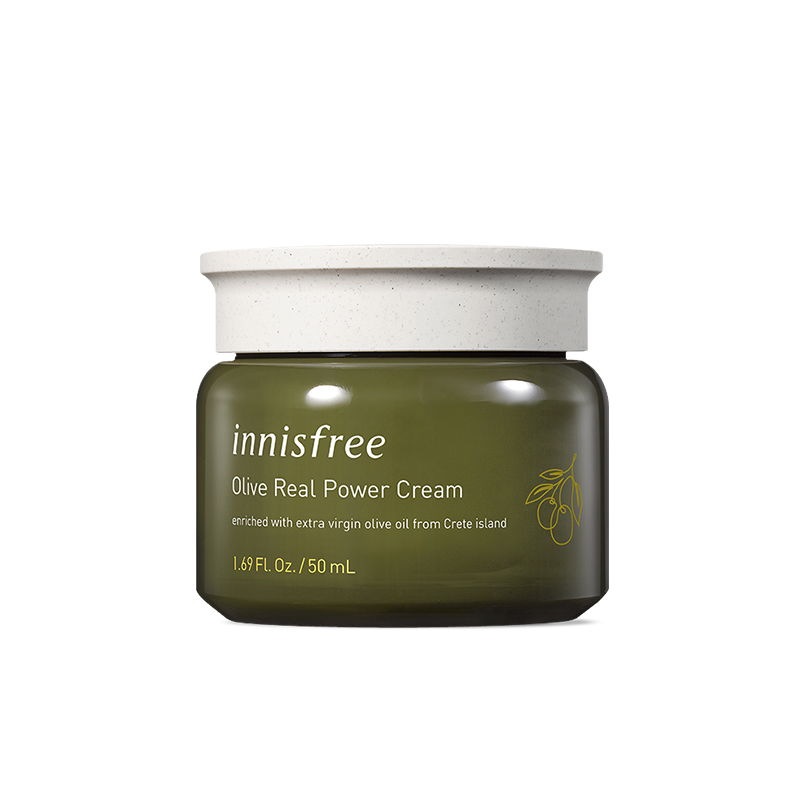 innisfree
Olive Real Power Cream
enriched with extra virgin olive oil from Crete island
1.69 Fl. Oz. / 50 mL